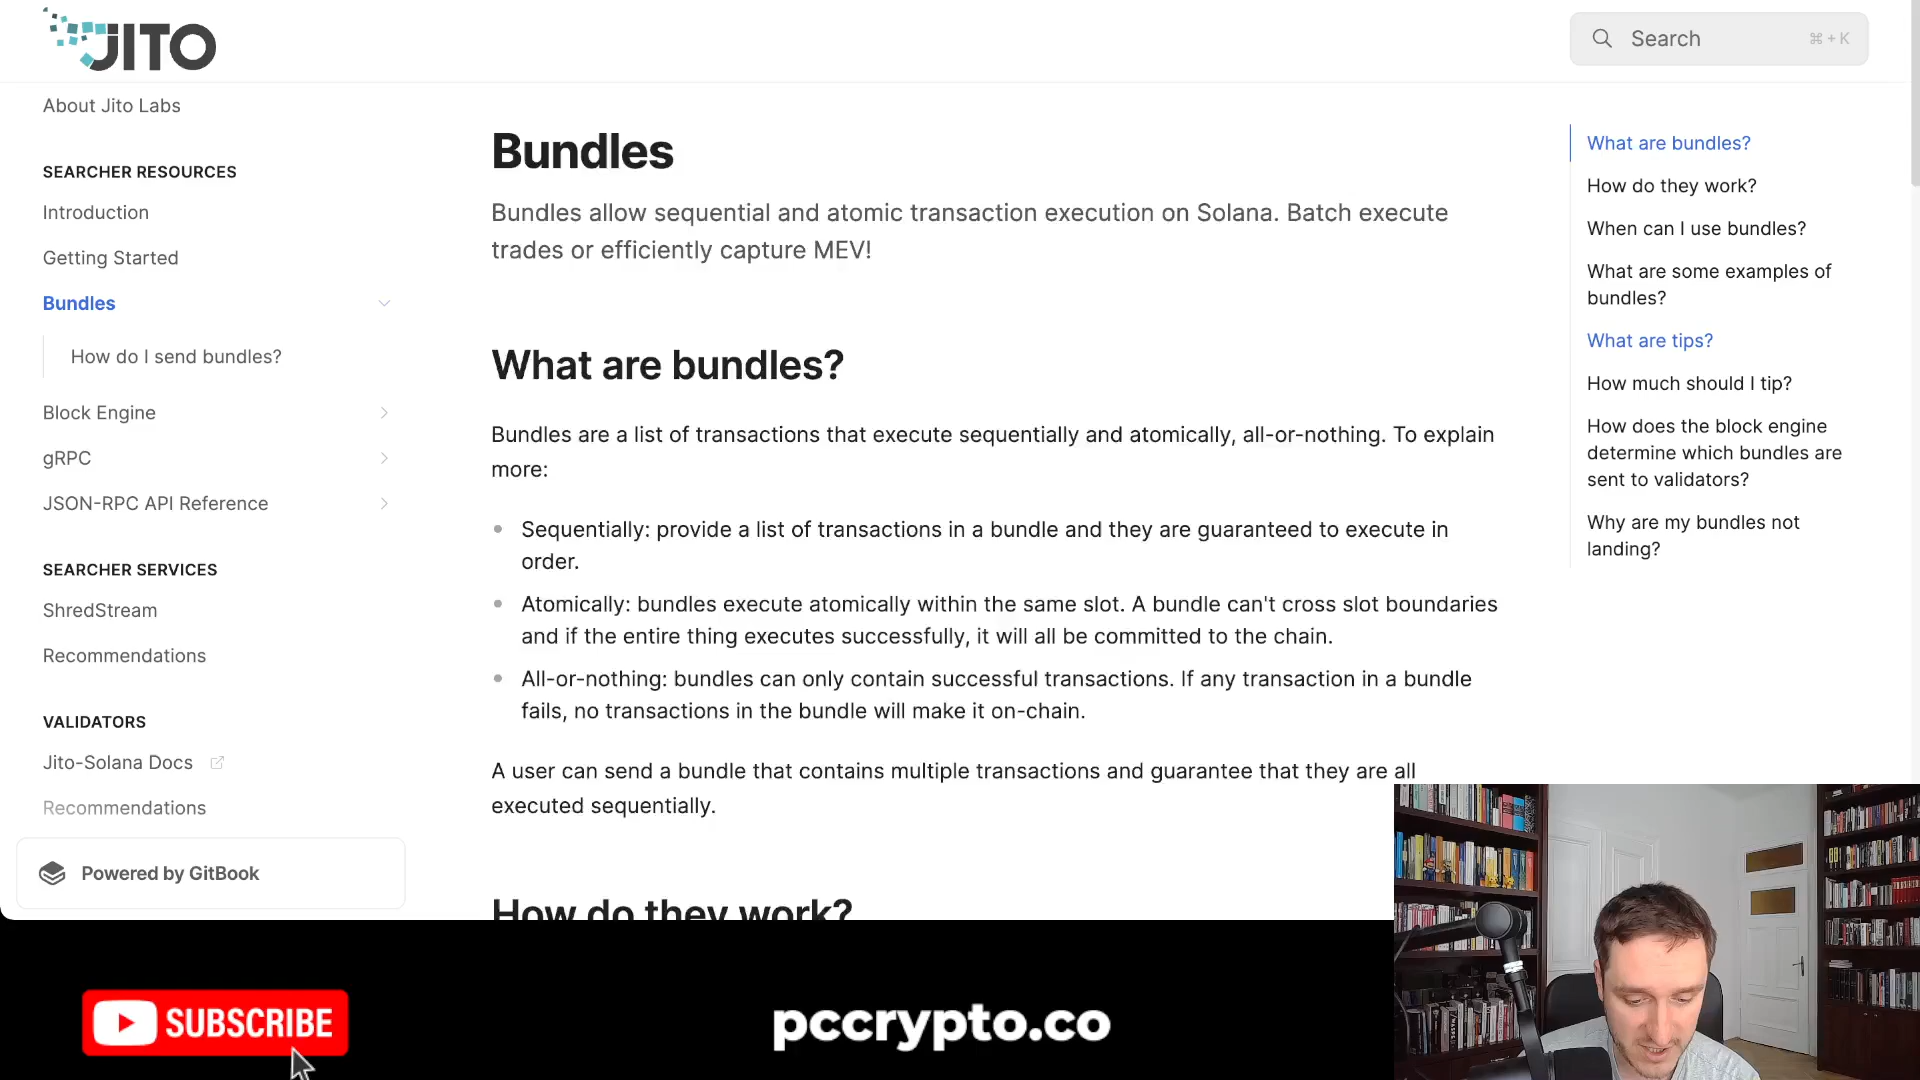 JITO
Search
⌘ + K
About Jito Labs
SEARCHER RESOURCES
Introduction
Getting Started
Bundles
How do I send bundles?
Block Engine
gRPC
JSON-RPC API Reference
SEARCHER SERVICES
ShredStream
Recommendations
VALIDATORS
Jito-Solana Docs
Recommendations
Powered by GitBook
Bundles
Bundles allow sequential and atomic transaction execution on Solana. Batch execute
trades or efficiently capture MEV!
What are bundles?
Bundles are a list of transactions that execute sequentially and atomically, all-or-nothing. To explain
more:
Sequentially: provide a list of transactions in a bundle and they are guaranteed to execute in
order.
Atomically: bundles execute atomically within the same slot. A bundle can't cross slot boundaries
and if the entire thing executes successfully, it will all be committed to the chain.
All-or-nothing: bundles can only contain successful transactions. If any transaction in a bundle
fails, no transactions in the bundle will make it on-chain.
A user can send a bundle that contains multiple transactions and guarantee that they are all
executed sequentially.
How do they work?
What are bundles?
How do they work?
When can I use bundles?
What are some examples of
bundles?
What are tips?
How much should I tip?
How does the block engine
determine which bundles are
sent to validators?
Why are my bundles not
landing?
SUBSCRIBE
pccrypto.co